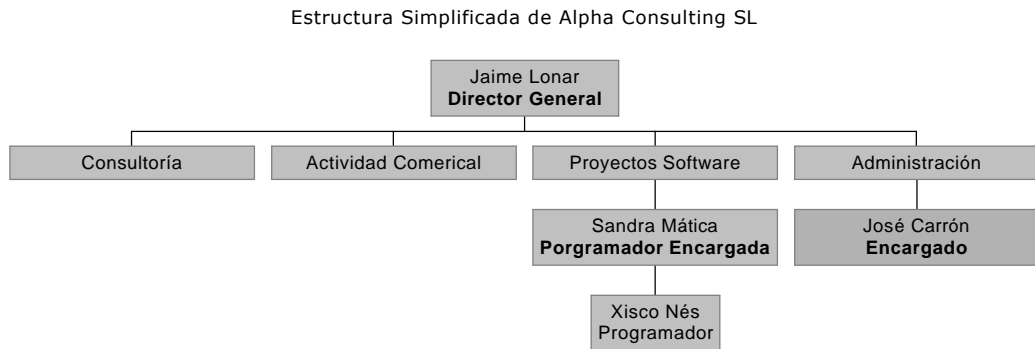 Estructura Simplificada de Alpha Consulting SL
Jaime Lonar
Director General
Consultoría
Actividad Comerical
Proyectos Software
Administración
Sandra Mática
Porgramador Encargada
José Carrón
Encargado
Xisco Nés
Programador